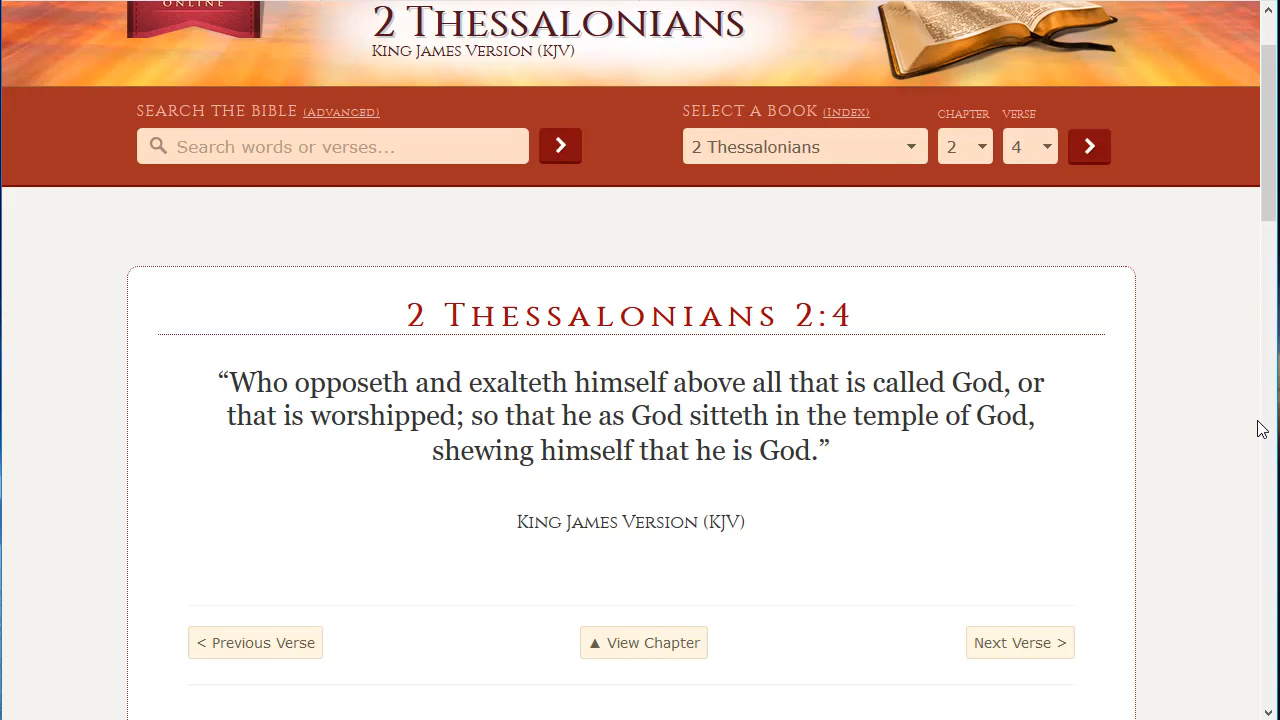 ONLINE
2 THESSALONIANS
KING JAMES VERSION (KJV)
SEARCH THE BIBLE (ADVANCED)
SELECT A BOOK (INDEX)
CHAPTER
VERSE
Search words or verses...
2 Thessalonians
2
4
2 THESSALONIANS 2:4
“Who opposeth and exalteth himself above all that is called God, or
that is worshipped; so that he as God sitteth in the temple of God,
shewing himself that he is God.”
KING JAMES VERSION (KJV)
< Previous Verse
▲ View Chapter
Next Verse >